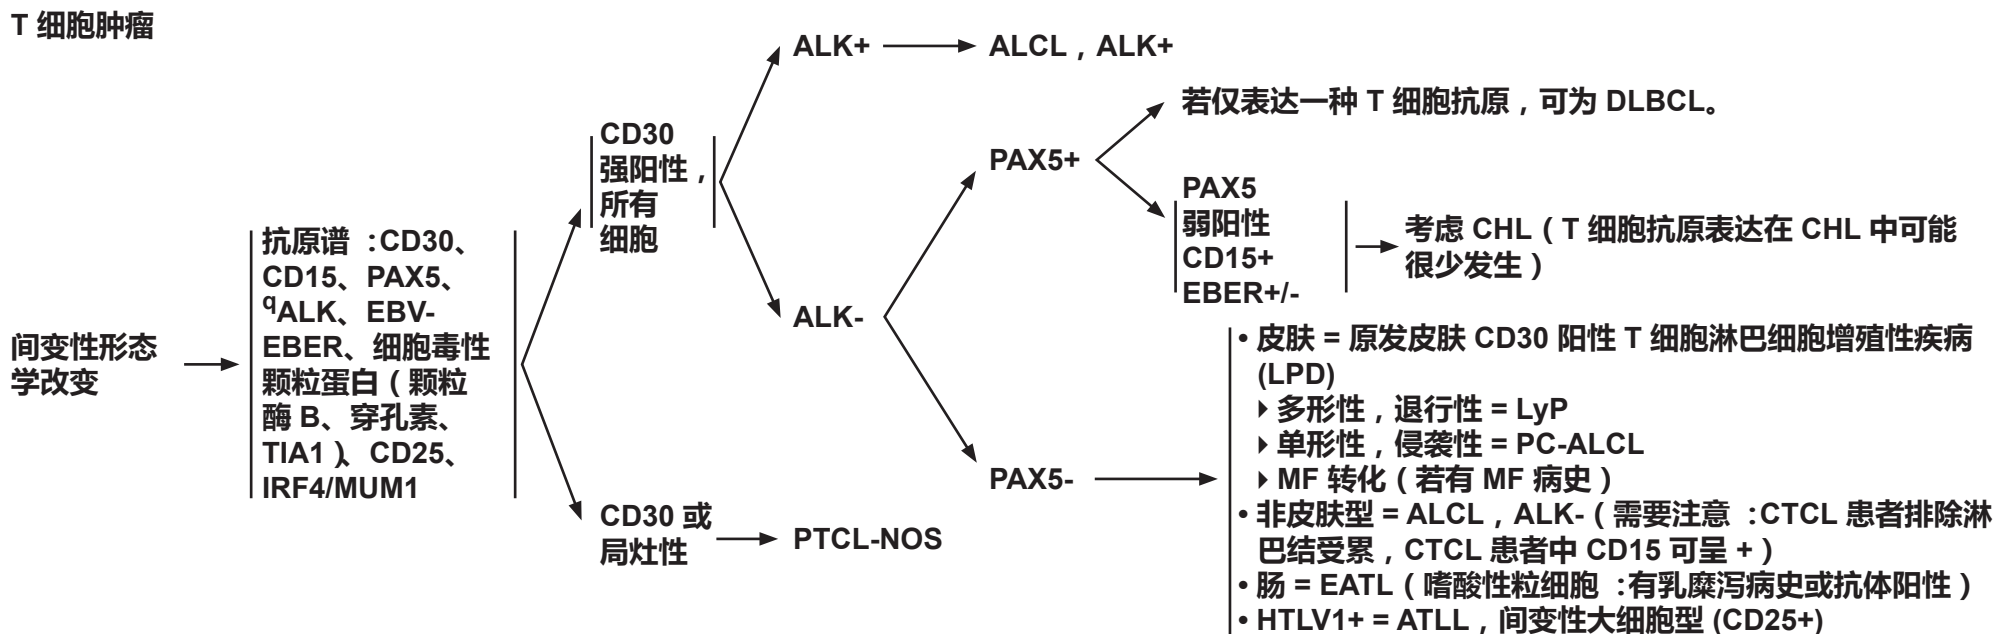 T 细胞肿瘤
间变性形态
学改变
抗原谱 ：CD30、
CD15、PAX5、
qALK、EBV-
EBER、细胞毒性
颗粒蛋白（颗粒
酶 B、穿孔素、
TIA1）、CD25、
IRF4/MUM1
CD30
强阳性，
所有
细胞
CD30 或
局灶性
PTCL-NOS
ALK+
ALCL，ALK+
ALK-
PAX5+
若仅表达一种 T 细胞抗原，可为 DLBCL。
PAX5
弱阳性
CD15+
EBER+/-
考虑 CHL（T 细胞抗原表达在 CHL 中可能
很少发生）
PAX5-
• 皮肤 = 原发皮肤 CD30 阳性 T 细胞淋巴细胞增殖性疾病
(LPD)
多形性，退行性 = LyP
单形性，侵袭性 = PC-ALCL
MF 转化（若有 MF 病史）
• 非皮肤型 = ALCL，ALK-（需要注意 ：CTCL 患者排除淋
巴结受累，CTCL 患者中 CD15 可呈 +）
• 肠 = EATL（嗜酸性粒细胞 ：有乳糜泻病史或抗体阳性）
• HTLV1+ = ATLL，间变性大细胞型 (CD25+)